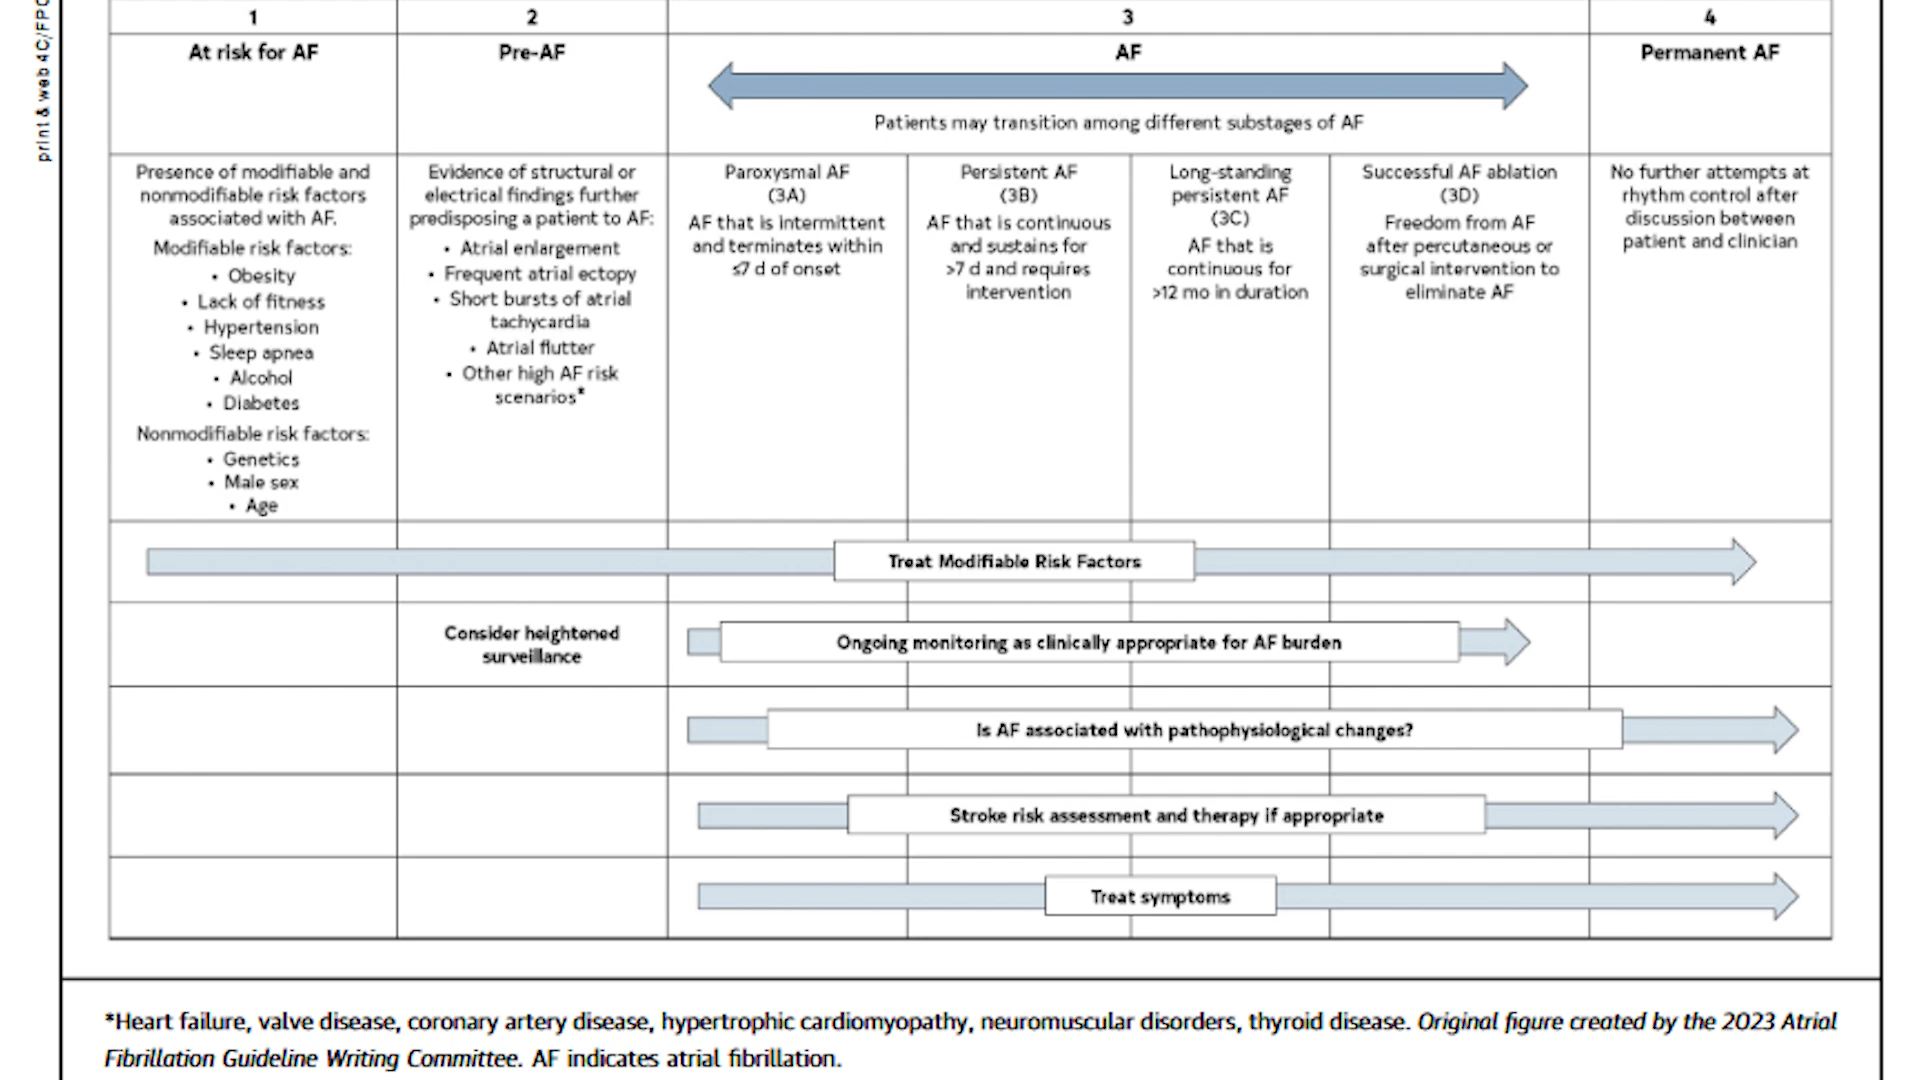 print & web 4C/FPO
1
2
3
4
At risk for AF
Pre-AF
AF
Permanent AF
Patients may transition among different substages of AF
Presence of modifiable and
nonmodifiable risk factors
associated with AF.
Modifiable risk factors:
• Obesity
• Lack of fitness
• Hypertension
• Sleep apnea
• Alcohol
• Diabetes
Nonmodifiable risk factors:
• Genetics
• Male sex
• Age
Evidence of structural or
electrical findings further
predisposing a patient to AF:
• Atrial enlargement
• Frequent atrial ectopy
• Short bursts of atrial
tachycardia
• Atrial flutter
• Other high AF risk
scenarios*
Paroxysmal AF
(3A)
AF that is intermittent
and terminates within
≤7 d of onset
Persistent AF
(3B)
AF that is continuous
and sustains for
>7 d and requires
intervention
Long-standing
persistent AF
(3C)
AF that is
continuous for
>12 mo in duration
Successful AF ablation
(3D)
Freedom from AF
after percutaneous or
surgical intervention to
eliminate AF
No further attempts at
rhythm control after
discussion between
patient and clinician
Treat Modifiable Risk Factors
Consider heightened
surveillance
Ongoing monitoring as clinically appropriate for AF burden
Is AF associated with pathophysiological changes?
Stroke risk assessment and therapy if appropriate
Treat symptoms
*Heart failure, valve disease, coronary artery disease, hypertrophic cardiomyopathy, neuromuscular disorders, thyroid disease. Original figure created by the 2023 Atrial
Fibrillation Guideline Writing Committee. AF indicates atrial fibrillation.